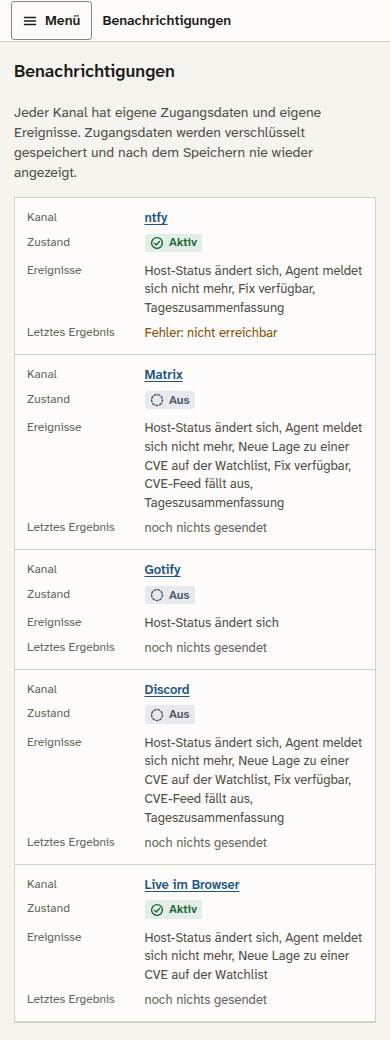 Menü Benachrichtigungen
Benachrichtigungen
Jeder Kanal hat eigene Zugangsdaten und eigene
Ereignisse. Zugangsdaten werden verschlüsselt
gespeichert und nach dem Speichern nie wieder
angezeigt.
Kanal ntfy
Zustand Aktiv
Ereignisse Host-Status ändert sich, Agent meldet
sich nicht mehr, Fix verfügbar,
Tageszusammenfassung
Letztes Ergebnis Fehler: nicht erreichbar
Kanal Matrix
Zustand Aus
Ereignisse Host-Status ändert sich, Agent meldet
sich nicht mehr, Neue Lage zu einer
CVE auf der Watchlist, Fix verfügbar,
CVE-Feed fällt aus,
Tageszusammenfassung
Letztes Ergebnis noch nichts gesendet
Kanal Gotify
Zustand Aus
Ereignisse Host-Status ändert sich
Letztes Ergebnis noch nichts gesendet
Kanal Discord
Zustand Aus
Ereignisse Host-Status ändert sich, Agent meldet
sich nicht mehr, Neue Lage zu einer
CVE auf der Watchlist, Fix verfügbar,
CVE-Feed fällt aus,
Tageszusammenfassung
Letztes Ergebnis noch nichts gesendet
Kanal Live im Browser
Zustand Aktiv
Ereignisse Host-Status ändert sich, Agent meldet
sich nicht mehr, Neue Lage zu einer
CVE auf der Watchlist
Letztes Ergebnis noch nichts gesendet